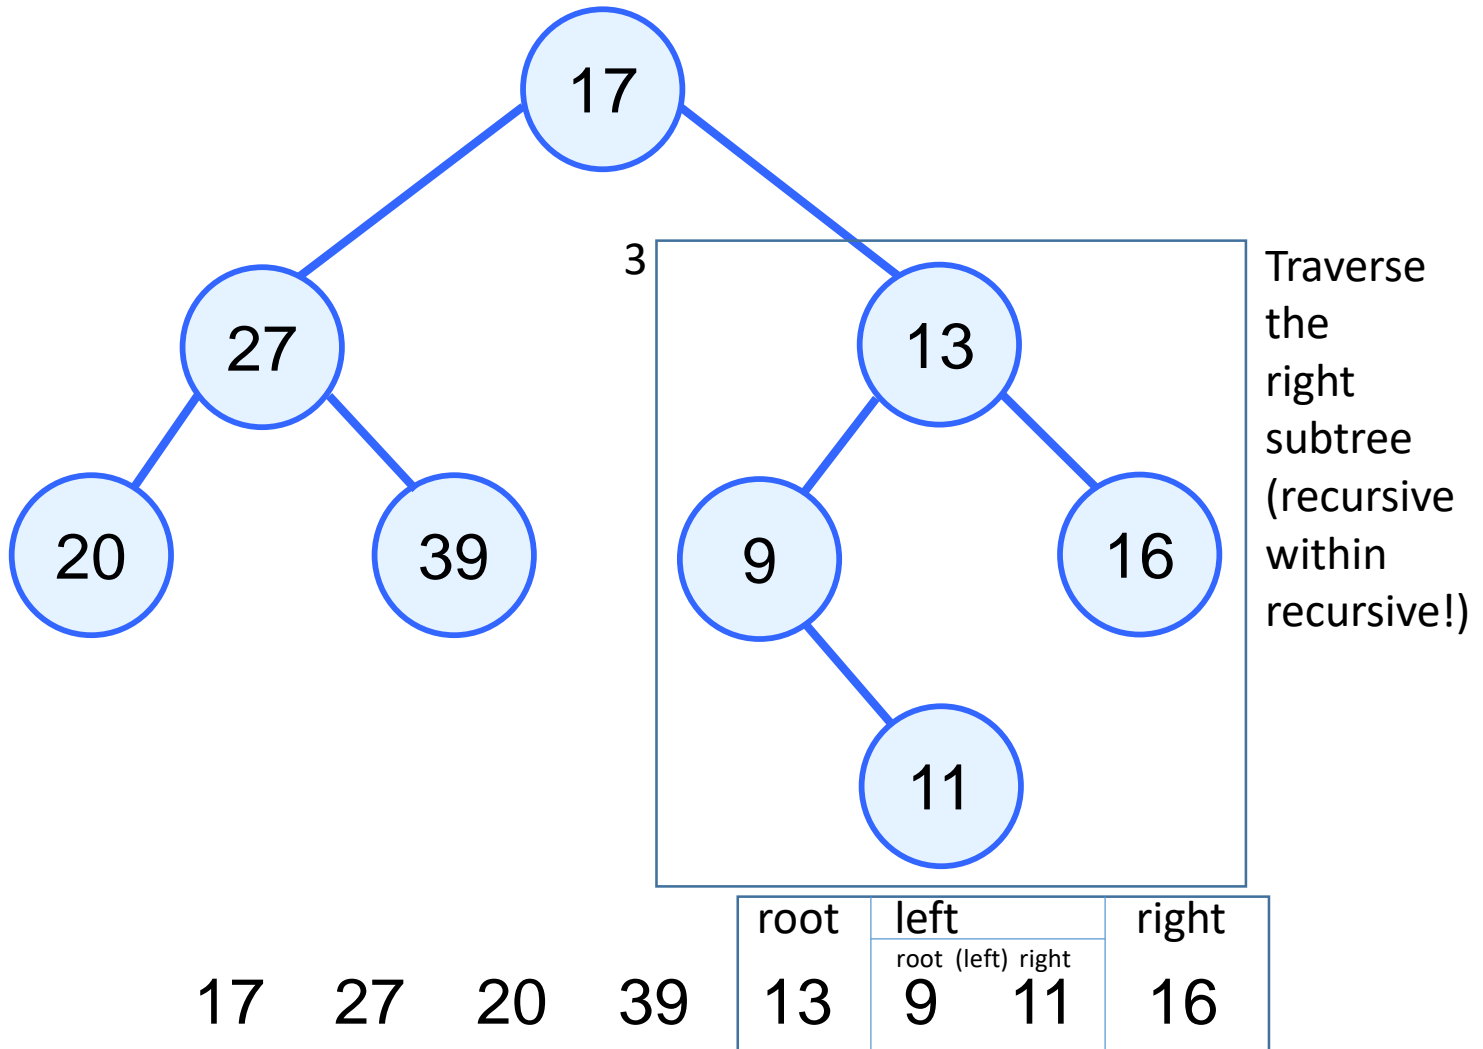 17
3
Traverse
the
right
subtree
(recursive
within
recursive!)
27
13
20
39
9
16
11
root left right
root (left) right
17 27 20 39 13 9 11 16